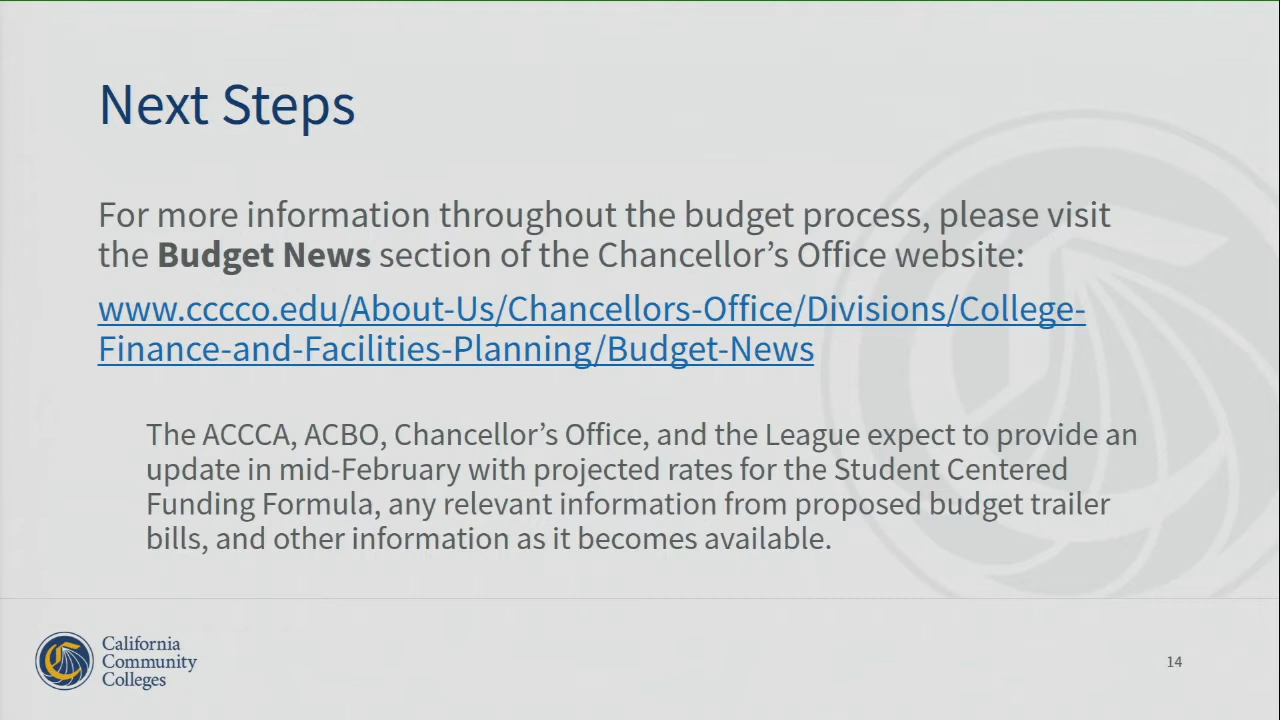 Next Steps
For more information throughout the budget process, please visit
the Budget News section of the Chancellor’s Office website:
www.cccco.edu/About-Us/Chancellors-Office/Divisions/College-
Finance-and-Facilities-Planning/Budget-News
The ACCCA, ACBO, Chancellor’s Office, and the League expect to provide an
update in mid-February with projected rates for the Student Centered
Funding Formula, any relevant information from proposed budget trailer
bills, and other information as it becomes available.
California
Community
Colleges
14